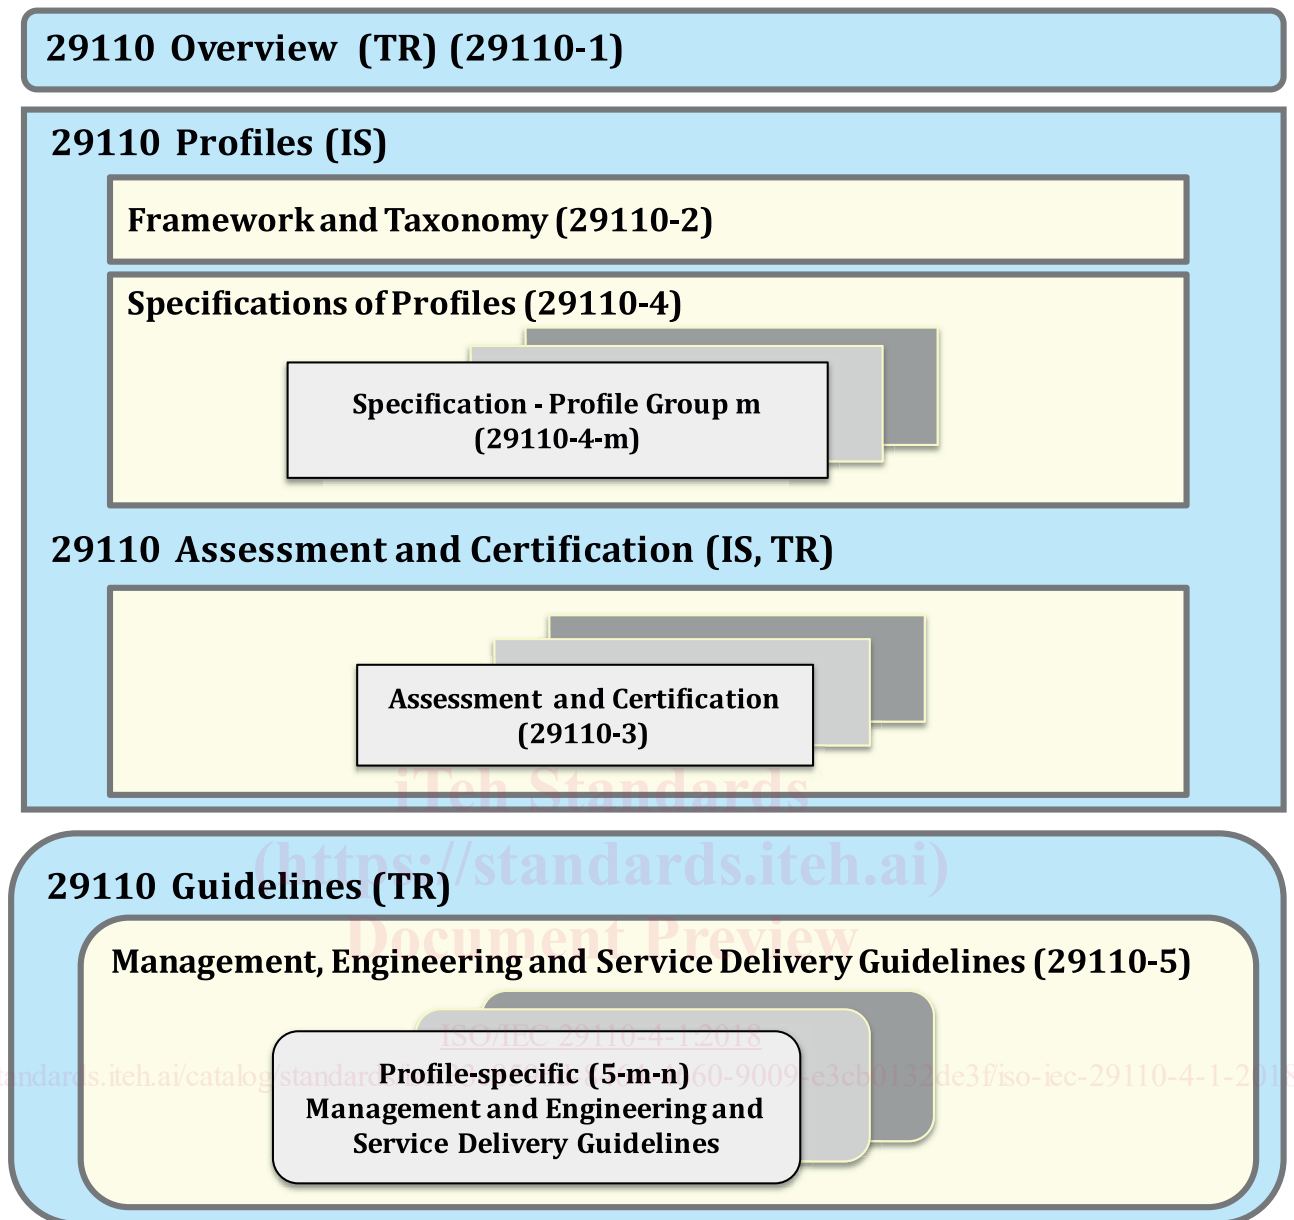 29110 Overview (TR) (29110-1)
29110 Profiles (IS)
Framework and Taxonomy (29110-2)
Specifications of Profiles (29110-4)
Specification - Profile Group m
(29110-4-m)
29110 Assessment and Certification (IS, TR)
Assessment and Certification
(29110-3)
iTeh Standards
(https://standards.iteh.ai)
29110 Guidelines (TR)
Document Preview
Management, Engineering and Service Delivery Guidelines (29110-5)
ISO/IEC 29110-4-1:2018
Profile-specific (5-m-n)
Management and Engineering and
Service Delivery Guidelines